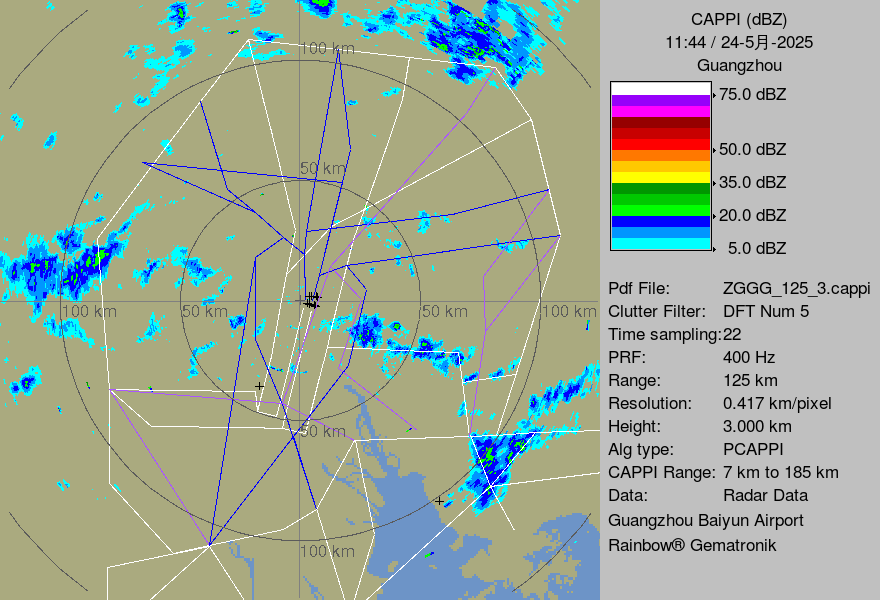 CAPPI (dBZ)
11:44 / 24-5月-2025
Guangzhou
75.0 dBZ
50.0 dBZ
35.0 dBZ
20.0 dBZ
5.0 dBZ
Pdf File: ZGGG_125_3.cappi
Clutter Filter: DFT Num 5
Time sampling:22
PRF: 400 Hz
Range: 125 km
Resolution: 0.417 km/pixel
Height: 3.000 km
Alg type: PCAPPI
CAPPI Range: 7 km to 185 km
Data: Radar Data
Guangzhou Baiyun Airport
Rainbow® Gematronik
100 km
50 km
100 km 50 km 50 km 100 km
50 km
100 km